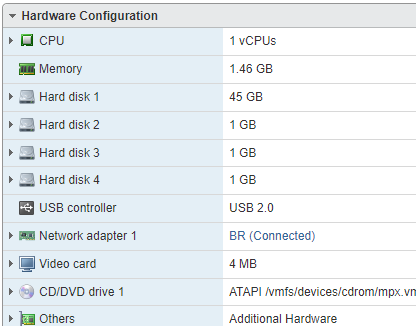 Hardware Configuration
CPU 1 vCPUs
Memory 1.46 GB
Hard disk 1 45 GB
Hard disk 2 1 GB
Hard disk 3 1 GB
Hard disk 4 1 GB
USB controller USB 2.0
Network adapter 1 BR (Connected)
Video card 4 MB
CD/DVD drive 1 ATAPI /vmfs/devices/cdrom/mpx.vm
Others Additional Hardware